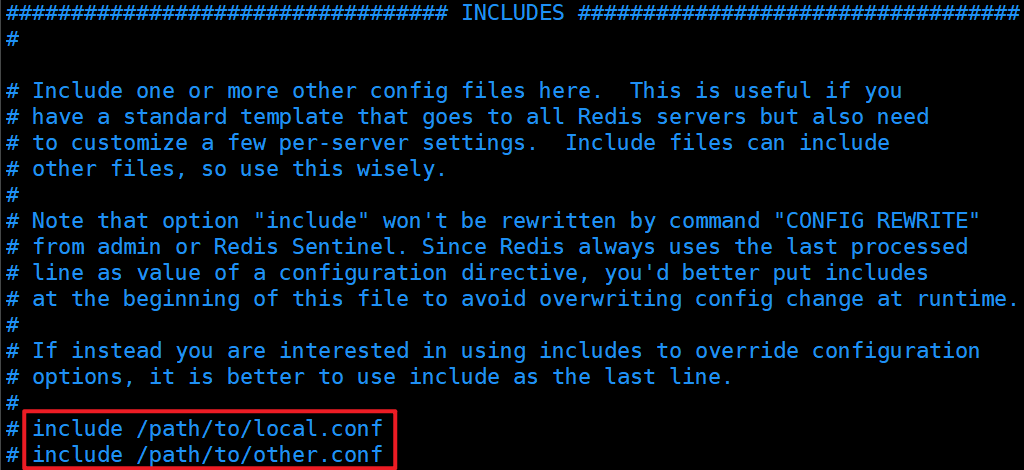 ################################## INCLUDES ##################################
#
# Include one or more other config files here.  This is useful if you
# have a standard template that goes to all Redis servers but also need
# to customize a few per-server settings.  Include files can include
# other files, so use this wisely.
#
# Note that option "include" won't be rewritten by command "CONFIG REWRITE"
# from admin or Redis Sentinel. Since Redis always uses the last processed
# line as value of a configuration directive, you'd better put includes
# at the beginning of this file to avoid overwriting config change at runtime.
#
# If instead you are interested in using includes to override configuration
# options, it is better to use include as the last line.
#
# include /path/to/local.conf
# include /path/to/other.conf